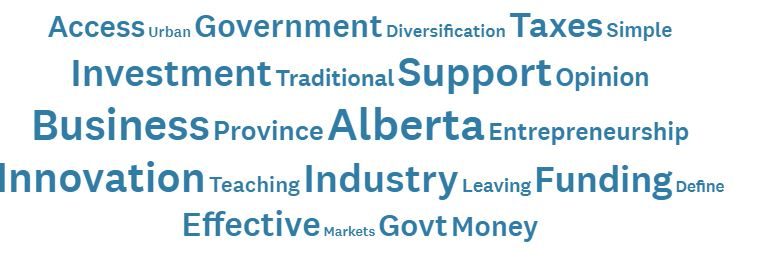 Access Urban Government Diversification Taxes Simple
Investment Traditional Support Opinion
Business Province Alberta Entrepreneurship
Innovation Teaching Industry Leaving Funding Define
Effective Markets Govt Money